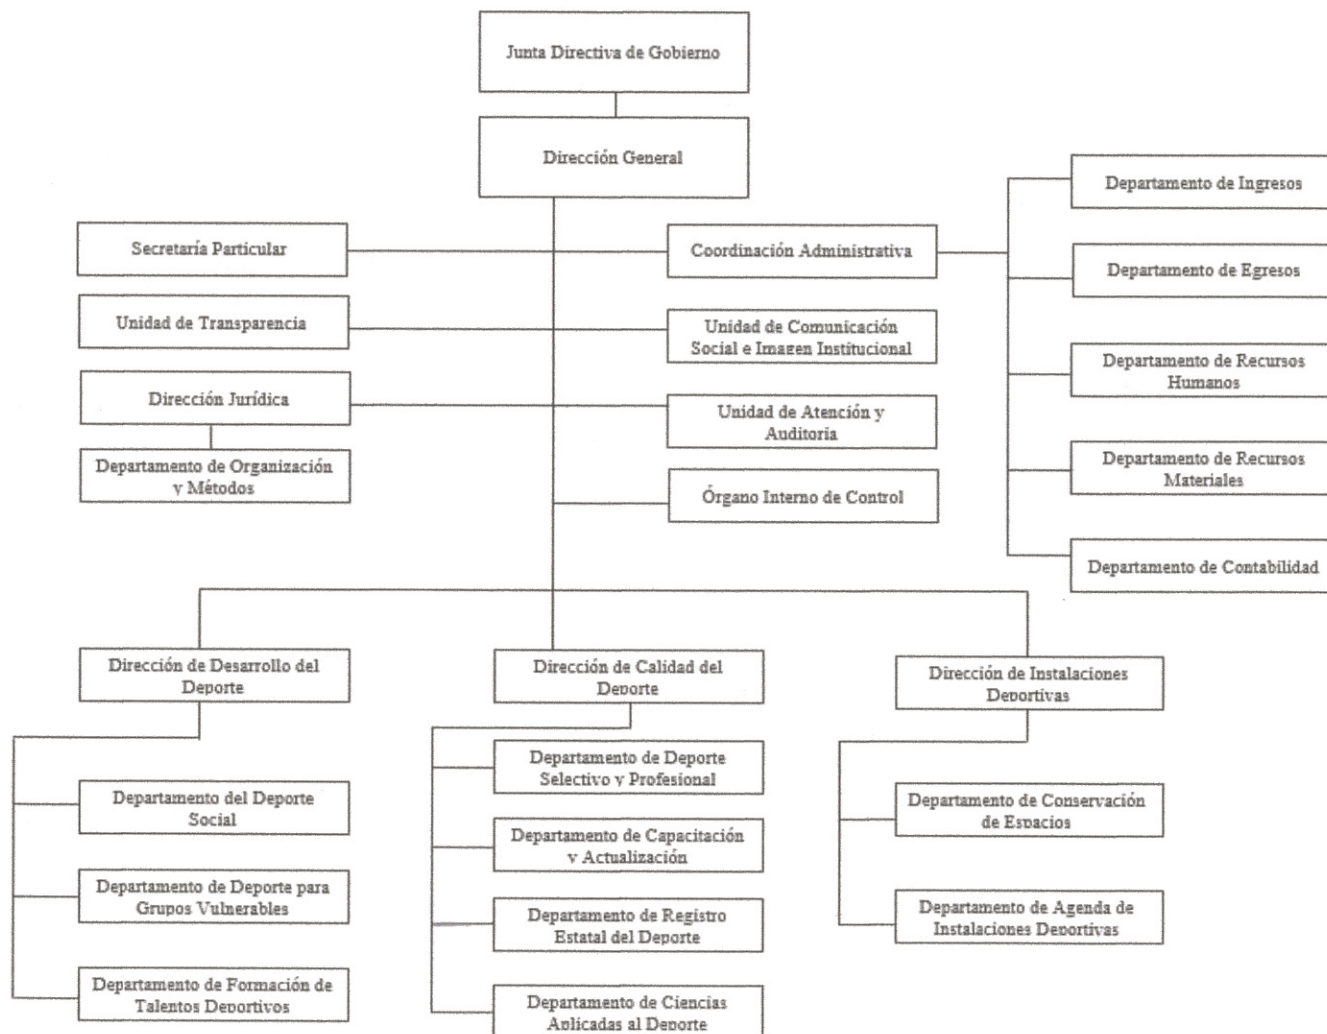 Junta Directiva de Gobierno
Dirección General
Departamento de Ingresos
Secretaría Particular
Coordinación Administrativa
Departamento de Egresos
Unidad de Transparencia
Unidad de Comunicación
Social e Imagen Institucional
Departamento de Recursos
Humanos
Dirección Jurídica
Unidad de Atención y
Auditoria
Departamento de Organización
y Métodos
Departamento de Recursos
Materiales
Órgano Interno de Control
Departamento de Contabilidad
Dirección de Desarrollo del
Deporte
Dirección de Calidad del
Deporte
Dirección de Instalaciones
Deportivas
Departamento de Deporte
Selectivo y Profesional
Departamento del Deporte
Social
Departamento de Conservación
de Espacios
Departamento de Capacitación
y Actualización
Departamento de Deporte para
Grupos Vulnerables
Departamento de Registro
Estatal del Deporte
Departamento de Agenda de
Instalaciones Deportivas
Departamento de Formación de
Talentos Deportivos
Departamento de Ciencias
Aplicadas al Deporte